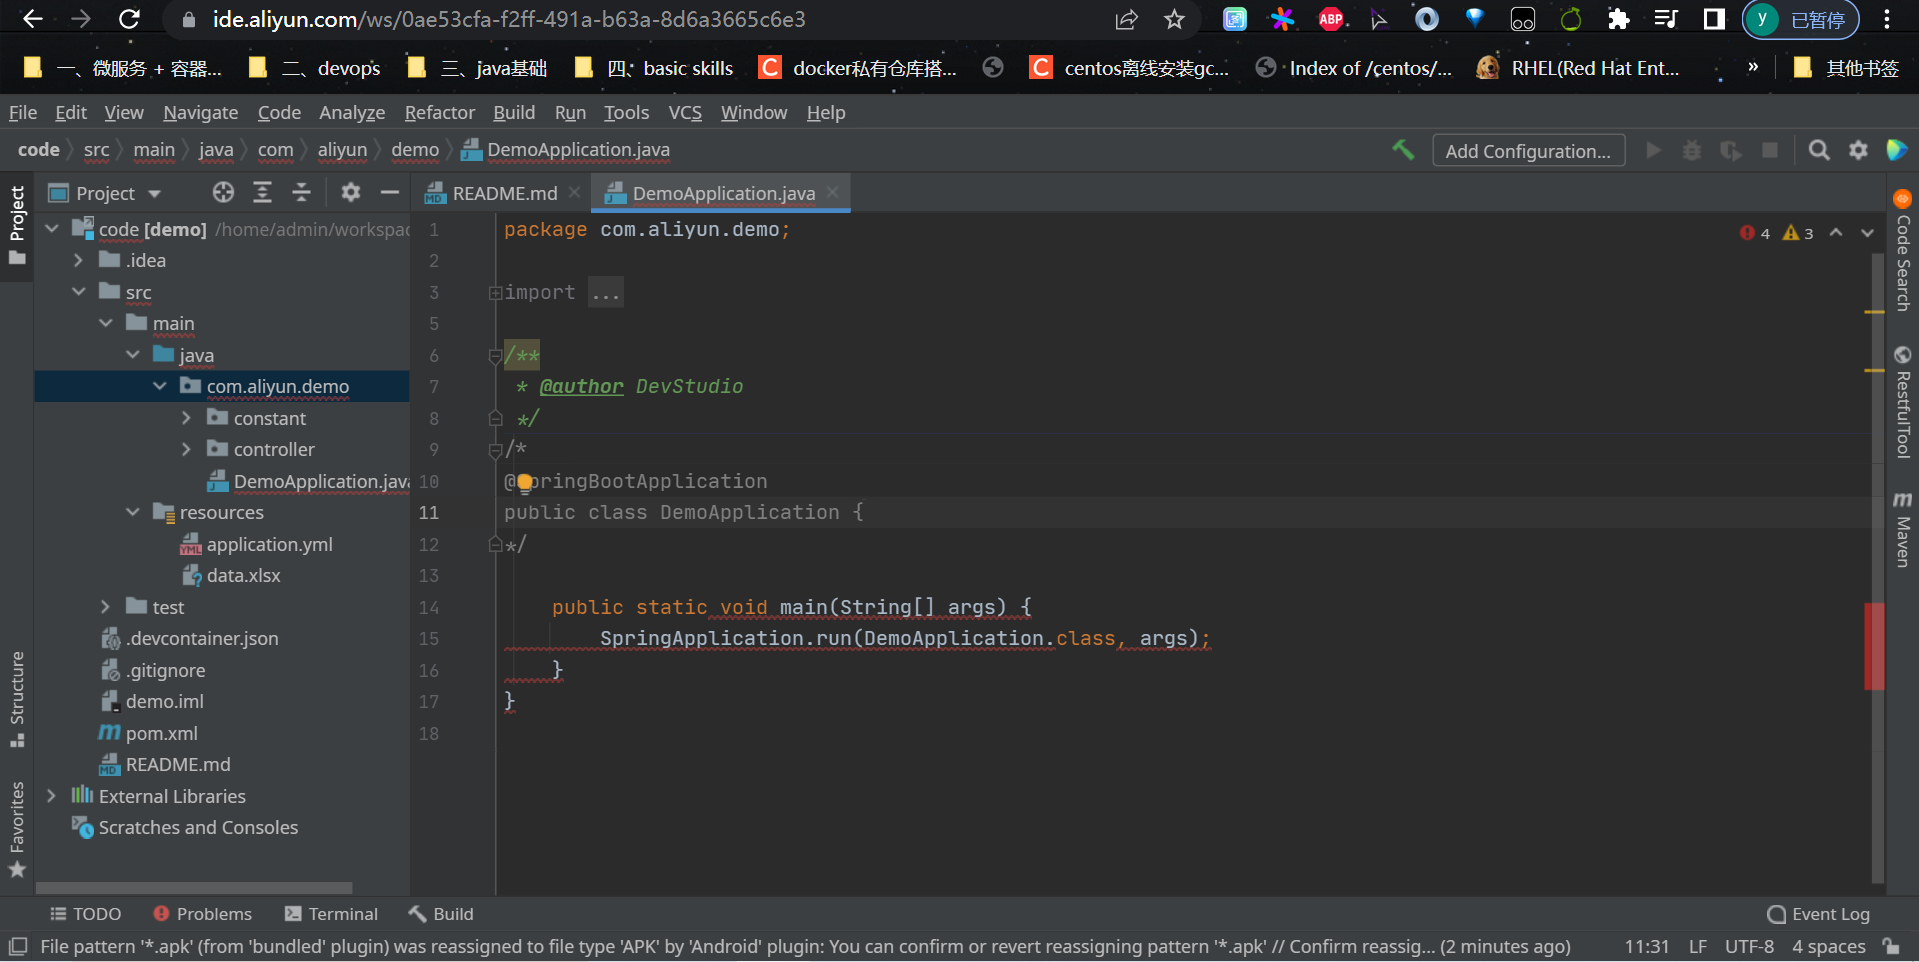 ide.aliyun.com/ws/0ae53cfa-f2ff-491a-b63a-8d6a3665c6e3
ABP
y 已暂停
一、微服务 + 容器... 二、devops 三、java基础 四、basic skills C docker私有仓库搭... C centos离线安装gc... Index of /centos/... RHEL(Red Hat Ent... » 其他书签
File Edit View Navigate Code Analyze Refactor Build Run Tools VCS Window Help
code src main java com aliyun demo DemoApplication.java Add Configuration...
Project README.md DemoApplication.java
Project
Structure
Favorites
code [demo] /home/admin/workspac
.idea
src
main
java
com.aliyun.demo
constant
controller
DemoApplication.java
resources
application.yml
data.xlsx
test
.devcontainer.json
.gitignore
demo.iml
pom.xml
README.md
External Libraries
Scratches and Consoles
4 3
1 package com.aliyun.demo;
2
3 import ...
5
6 /**
7 * @author DevStudio
8 */
9 /*
10 @SpringBootApplication
11 public class DemoApplication {
12 */
13
14 public static void main(String[] args) {
15 SpringApplication.run(DemoApplication.class, args);
16 }
17 }
18
Code Search
RestfulTool
m Maven
TODO Problems Terminal Build Event Log
File pattern '*.apk' (from 'bundled' plugin) was reassigned to file type 'APK' by 'Android' plugin: You can confirm or revert reassigning pattern '*.apk' // Confirm reassig... (2 minutes ago) 11:31 LF UTF-8 4 spaces